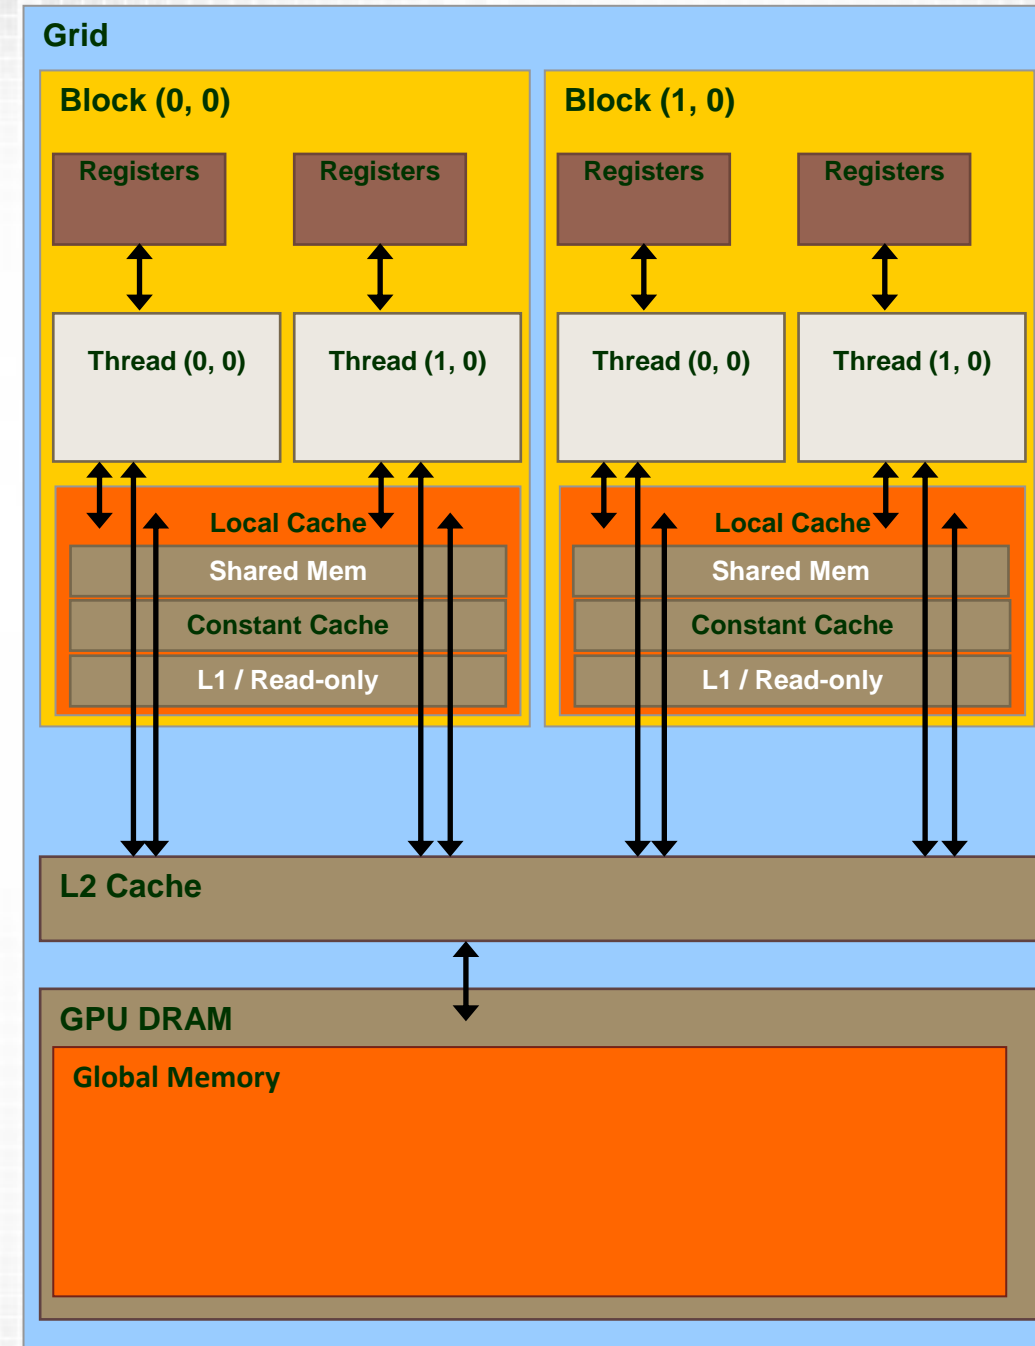 Grid
Block (0, 0)
Block (1, 0)
Registers
Registers
Registers
Registers
Thread (0, 0)
Thread (1, 0)
Thread (0, 0)
Thread (1, 0)
Local Cache
Local Cache
Shared Mem
Shared Mem
Constant Cache
Constant Cache
L1 / Read-only
L1 / Read-only
L2 Cache
GPU DRAM
Global Memory